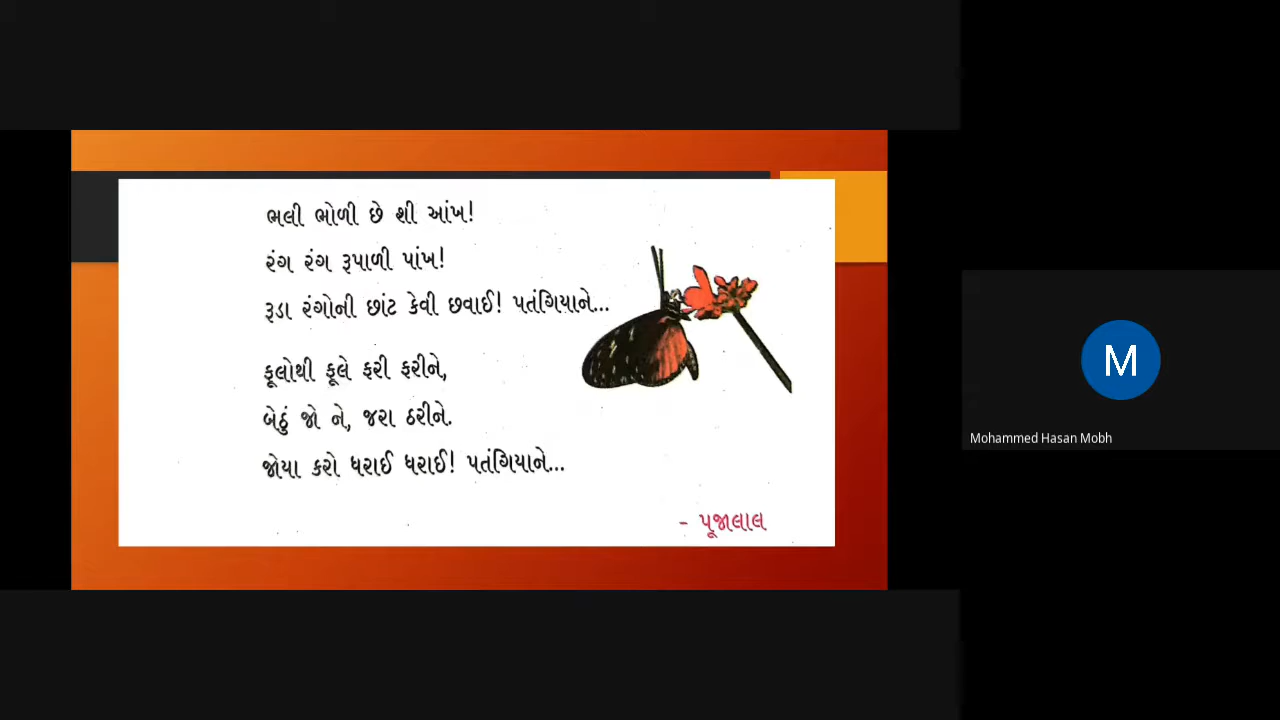 ભલી ભોળી છે શી આંખ!
રંગ રંગ રૂપાળી પાંખ!
રૂડા રંગોની છાંટ કેવી છવાઈ! પતંગિયાને...
ફૂલોથી ફૂલે ફરી ફરીને,
બેઠું જો ને, જરા ઠરીને.
જોયા કરો ધરાઈ ધરાઈ! પતંગિયાને...
- પૂજાલાલ
M
Mohammed Hasan Mobh